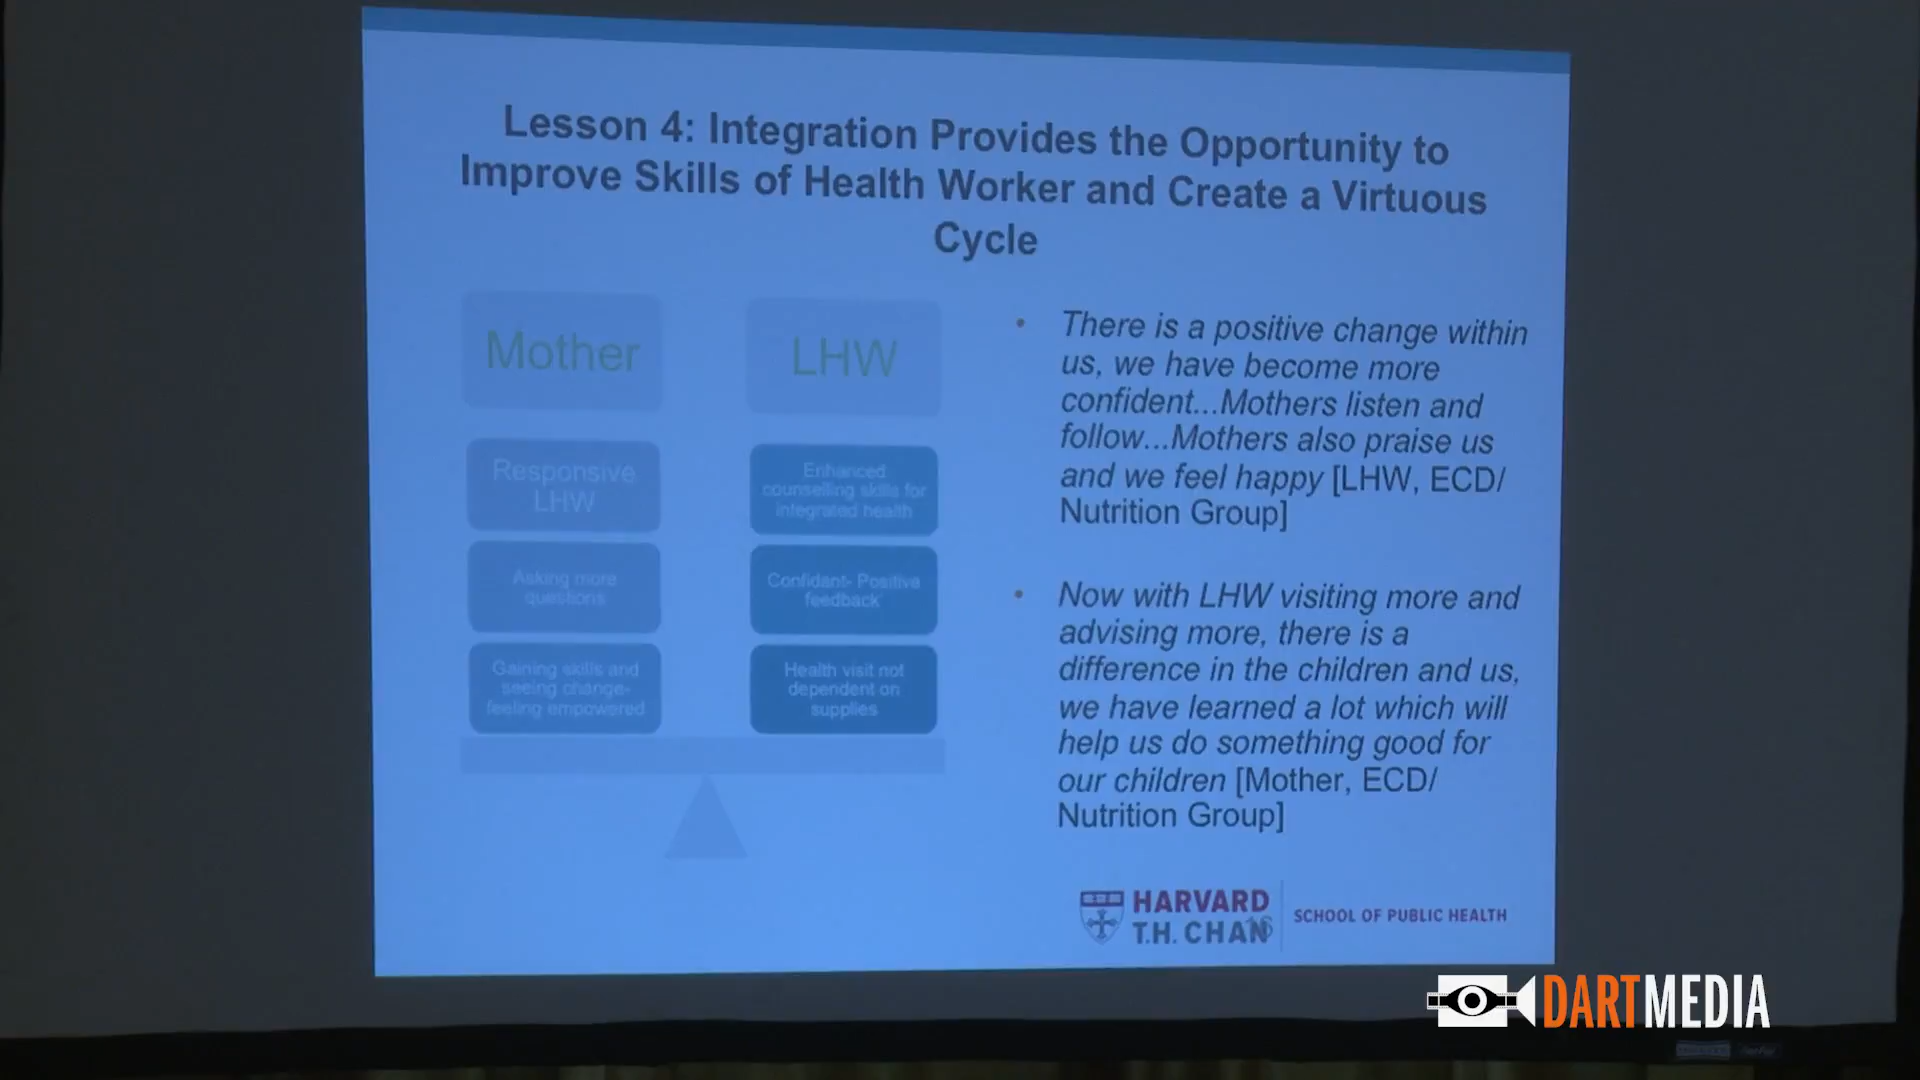 Lesson 4: Integration Provides the Opportunity to
Improve Skills of Health Worker and Create a Virtuous
Cycle
Mother
LHW
Responsive
LHW
Asking more
questions
Gaining skills and
seeing change-
feeling empowered
Enhanced
counselling skills for
integrated health
Confidant- Positive
feedback
Health visit not
dependent on
supplies
• There is a positive change within
us, we have become more
confident...Mothers listen and
follow...Mothers also praise us
and we feel happy [LHW, ECD/
Nutrition Group]
• Now with LHW visiting more and
advising more, there is a
difference in the children and us,
we have learned a lot which will
help us do something good for
our children [Mother, ECD/
Nutrition Group]
HARVARD
T.H. CHAN
SCHOOL OF PUBLIC HEALTH
16
DARTMEDIA